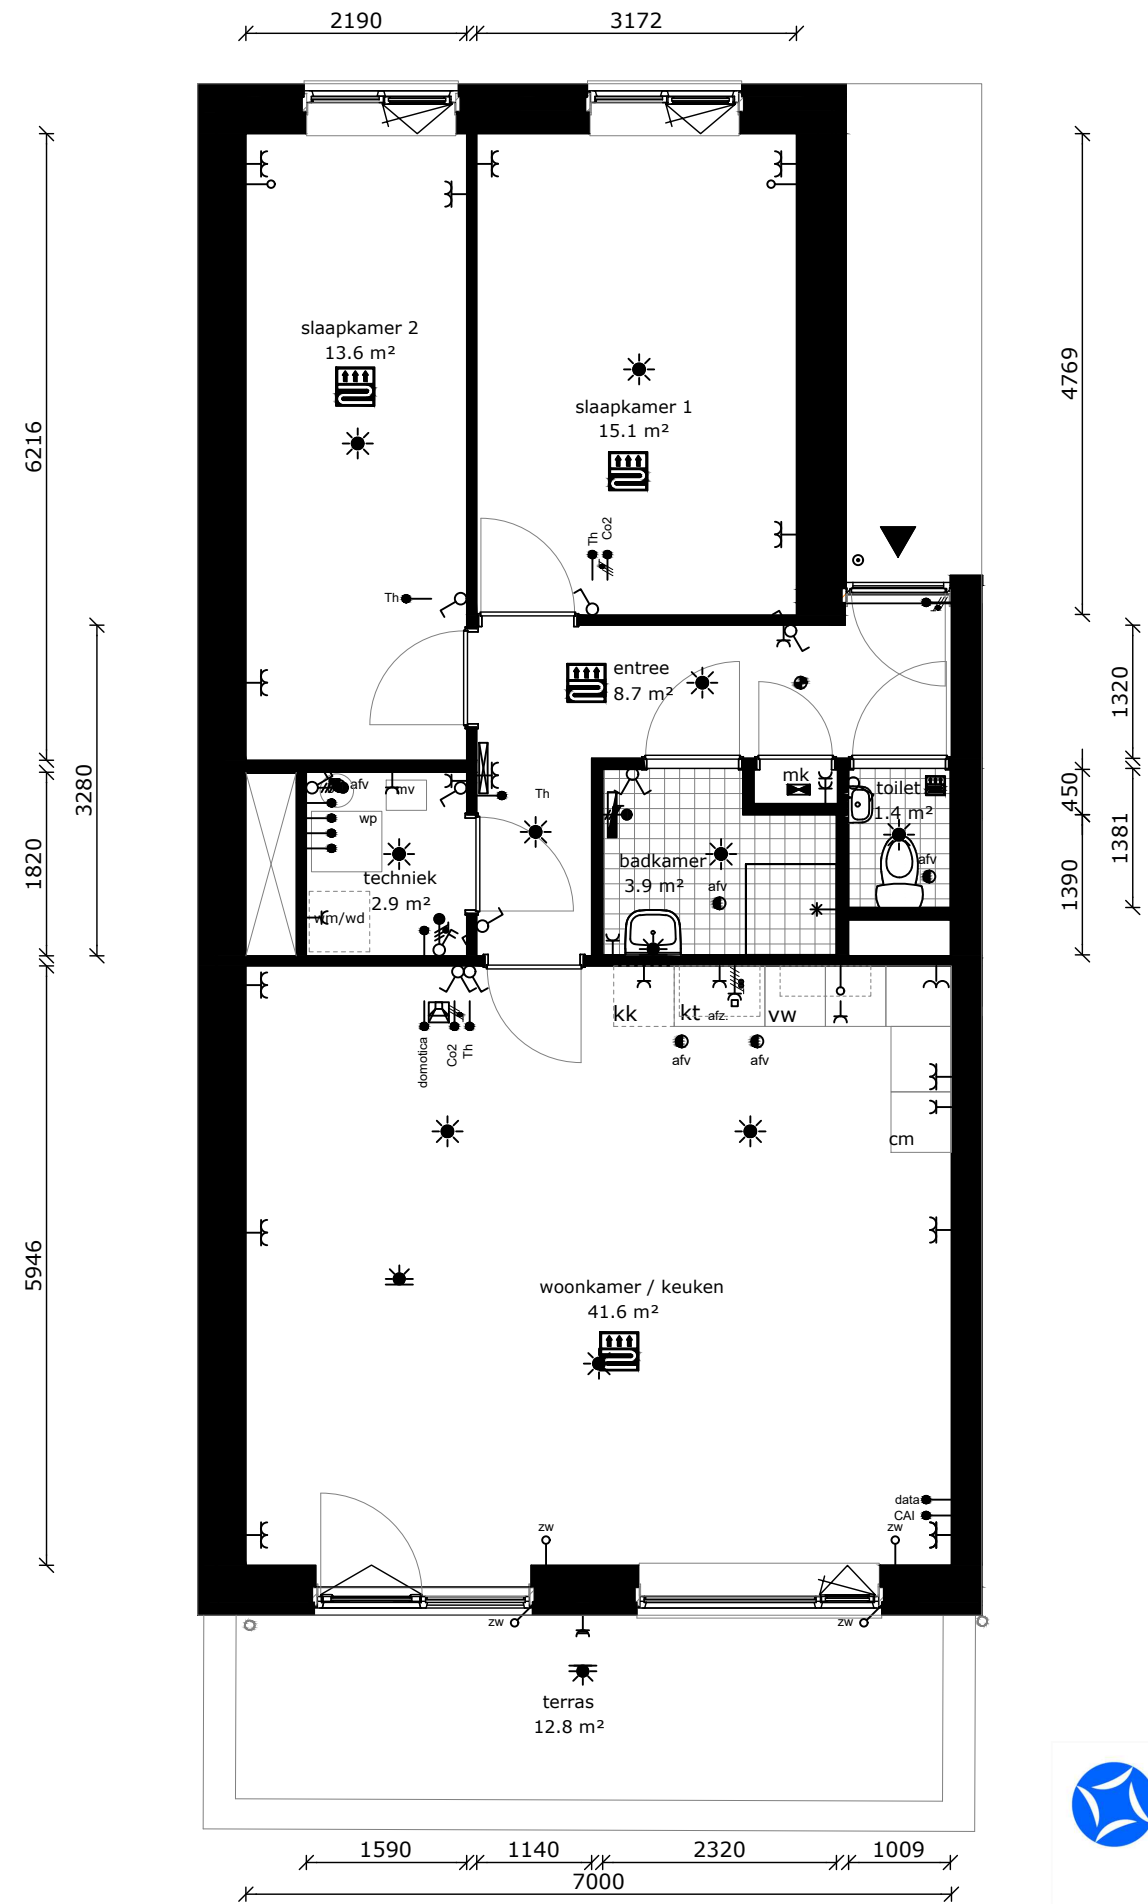 2190
3172
slaapkamer 2
13.6 m²
4769
slaapkamer 1
15.1 m²
6216
Th
Co2
Th
entree
8.7 m²
1320
3280
mk
450
toilet
1.4 m²
afv
mv
Th
wp
badkamer
3.9 m²
afv
afv
1381
1820
techniek
2.9 m²
wm/wd
1390
kk
kt
afz.
vw
domotica
Co2
Th
afv
afv
cm
5946
woonkamer / keuken
41.6 m²
data
CAI
zw
zw
zw
zw
terras
12.8 m²
1590
1140
2320
1009
7000